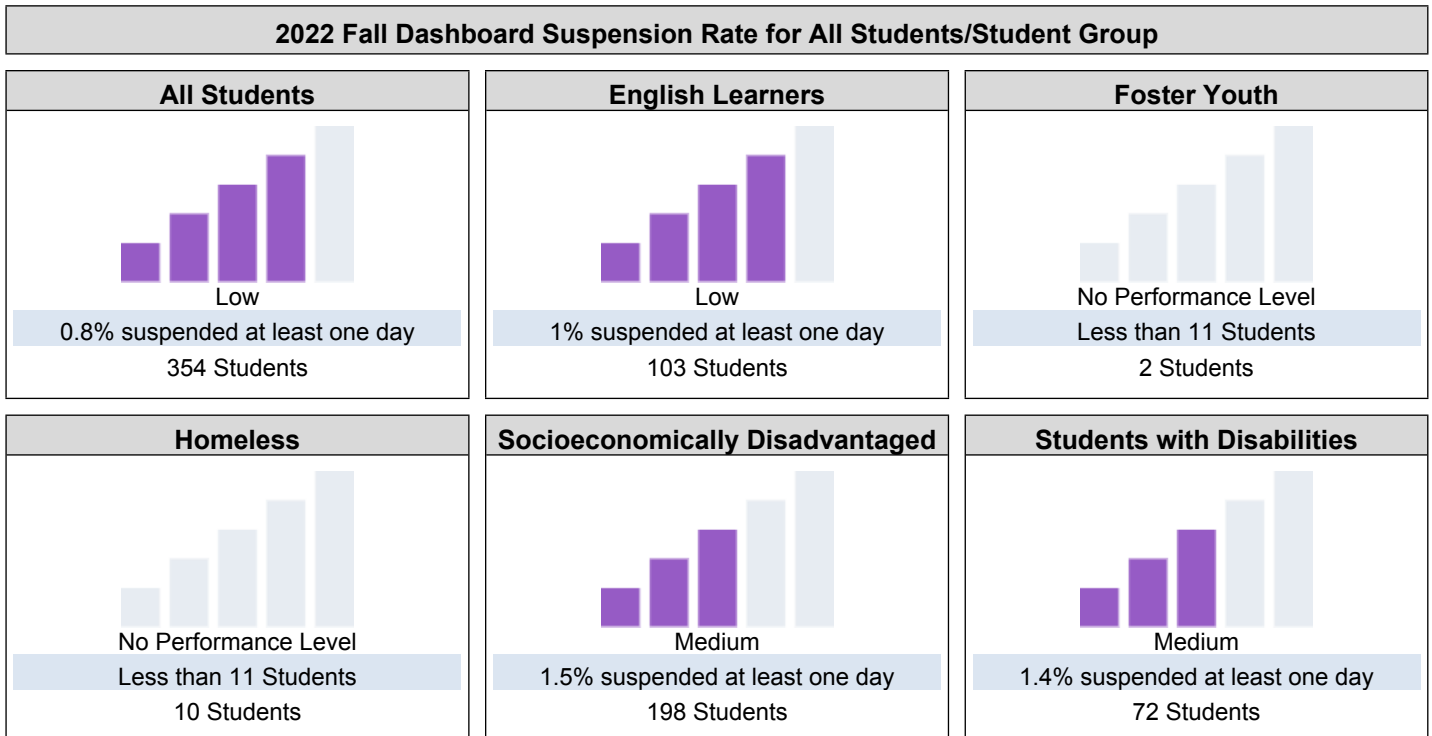 2022 Fall Dashboard Suspension Rate for All Students/Student Group
All Students
Low
0.8% suspended at least one day
354 Students
English Learners
Low
1% suspended at least one day
103 Students
Foster Youth
No Performance Level
Less than 11 Students
2 Students
Homeless
No Performance Level
Less than 11 Students
10 Students
Socioeconomically Disadvantaged
Medium
1.5% suspended at least one day
198 Students
Students with Disabilities
Medium
1.4% suspended at least one day
72 Students